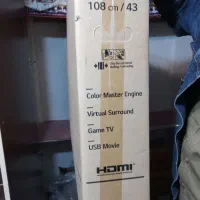 108 cm / 43
Color Master Engine
Virtual Surround
Game TV
USB Movie
HDMI